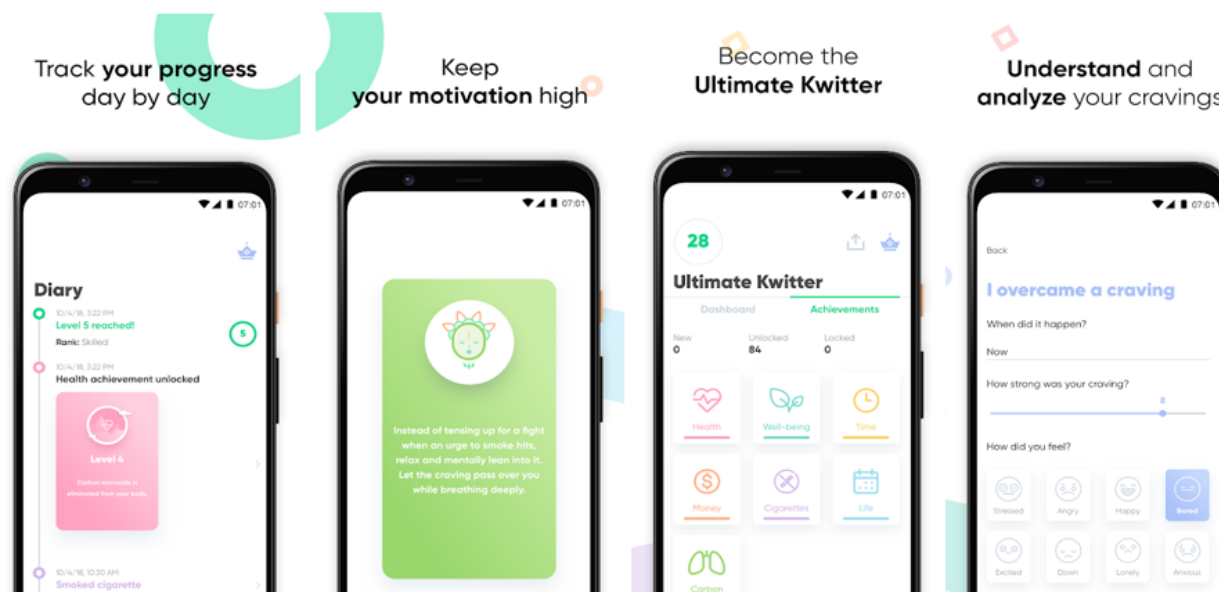 Track your progress
day by day
07:01
Diary
10/4/18, 3:22 PM
Level 5 reached!
Rank: Skilled
5
10/4/18, 3:22 PM
Health achievement unlocked
Level 4
Carbon monoxide is
eliminated from your body.
10/4/18, 10:30 AM
Smoked cigarette
Keep
your motivation high
07:01
Instead of tensing up for a fight
when an urge to smoke hits,
relax and mentally lean into it.
Let the craving pass over you
while breathing deeply.
Become the
Ultimate Kwitter
07:01
28
Ultimate Kwitter
Dashboard Achievements
New Unlocked Locked
0 84 0
Health Well-being Time
Money Cigarettes Life
Carbon
Understand and
analyze your cravings
07:01
Back
I overcame a craving
When did it happen?
Now
How strong was your craving?
8
How did you feel?
Stressed Angry Happy Bored
Excited Down Lonely Anxious